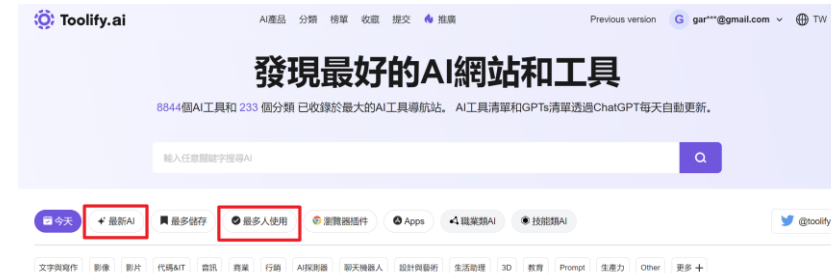 Toolify.ai AI產品 分類 榜單 收藏 提交 推廣 Previous version G gar***@gmail.com TW
發現最好的AI網站和工具
8844個AI工具和 233 個分類 已收錄於最大的AI工具導航站。 AI工具清單和GPTs清單透過ChatGPT每天自動更新。
輸入任意關鍵字搜尋AI
今天 最新AI 最多儲存 最多人使用 瀏覽器插件 Apps 職業類AI 技能類AI @toolify
文字與寫作 影像 影片 代碼&IT 音訊 商業 行銷 AI探測器 聊天機器人 設計與藝術 生活助理 3D 教育 Prompt 生產力 Other 更多 +